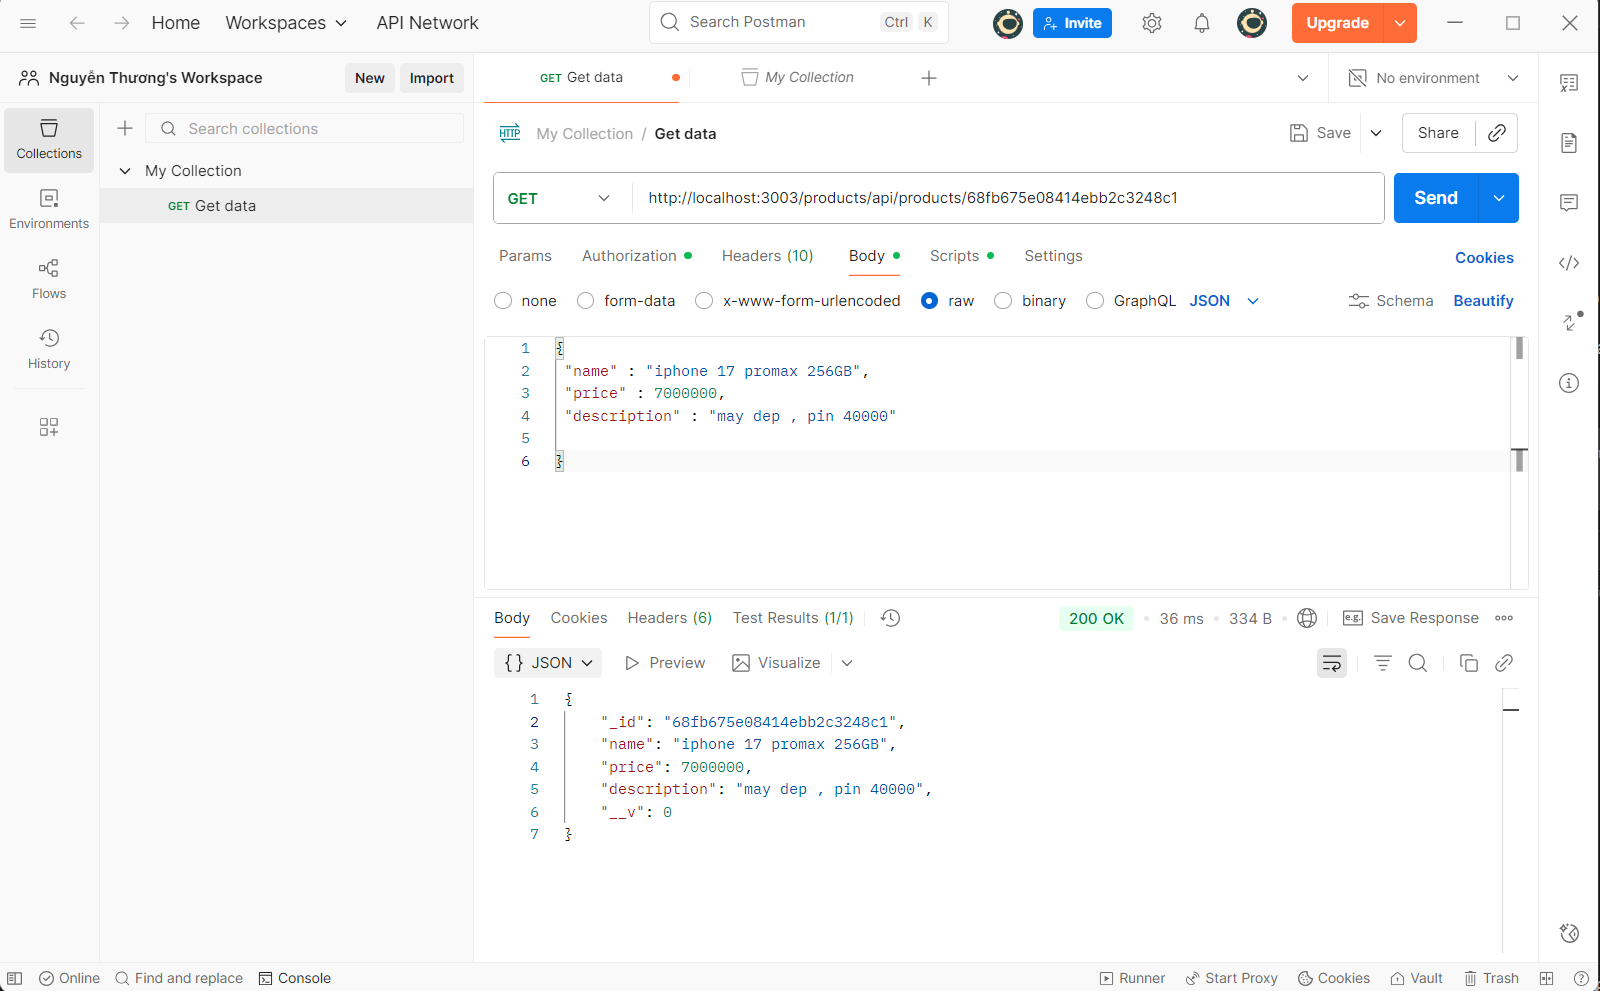 Home Workspaces API Network Search Postman Ctrl K Invite Upgrade
Nguyễn Thương's Workspace New Import
GET Get data My Collection No environment
Collections
Environments
Flows
History
Search collections
My Collection
GET Get data
HTTP My Collection / Get data Save Share
GET http://localhost:3003/products/api/products/68fb675e08414ebb2c3248c1 Send
Params Authorization Headers (10) Body Scripts Settings Cookies
none form-data x-www-form-urlencoded raw binary GraphQL JSON Schema Beautify
1 {
2 "name" : "iphone 17 promax 256GB",
3 "price" : 7000000,
4 "description" : "may dep , pin 40000"
5
6 }
Body Cookies Headers (6) Test Results (1/1) 200 OK 36 ms 334 B e.g. Save Response
{} JSON Preview Visualize
1 {
2 "_id": "68fb675e08414ebb2c3248c1",
3 "name": "iphone 17 promax 256GB",
4 "price": 7000000,
5 "description": "may dep , pin 40000",
6 "__v": 0
7 }
Online Find and replace Console Runner Start Proxy Cookies Vault Trash